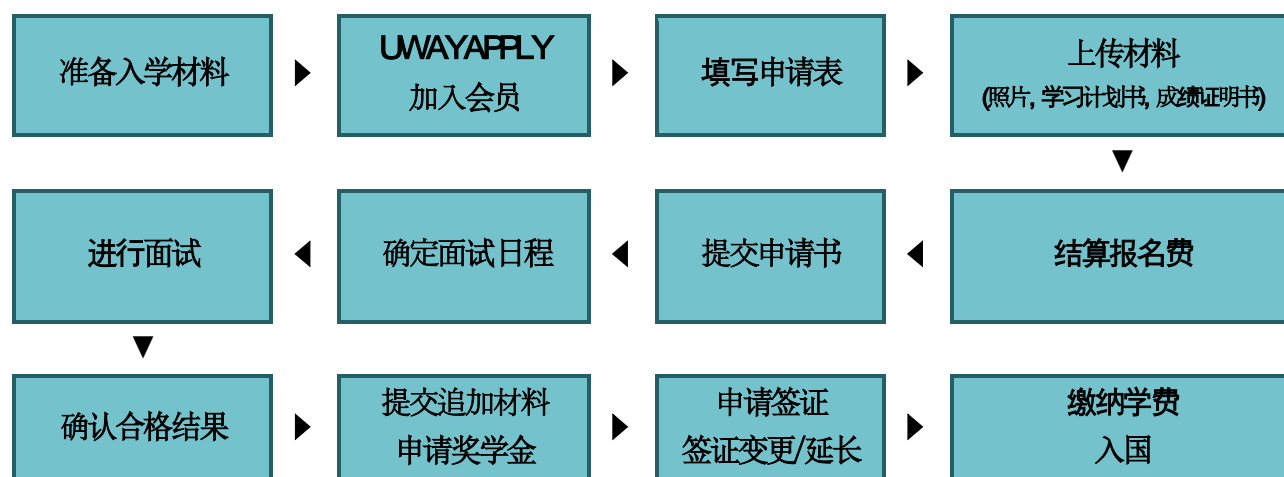 准备入学材料
UWAYAPPLY
加入会员
填写申请表
上传材料
(照片, 学习计划书, 成绩证明书)
结算报名费
提交申请书
确定面试日程
进行面试
确认合格结果
提交追加材料
申请奖学金
申请签证
签证变更/延长
缴纳学费
入国